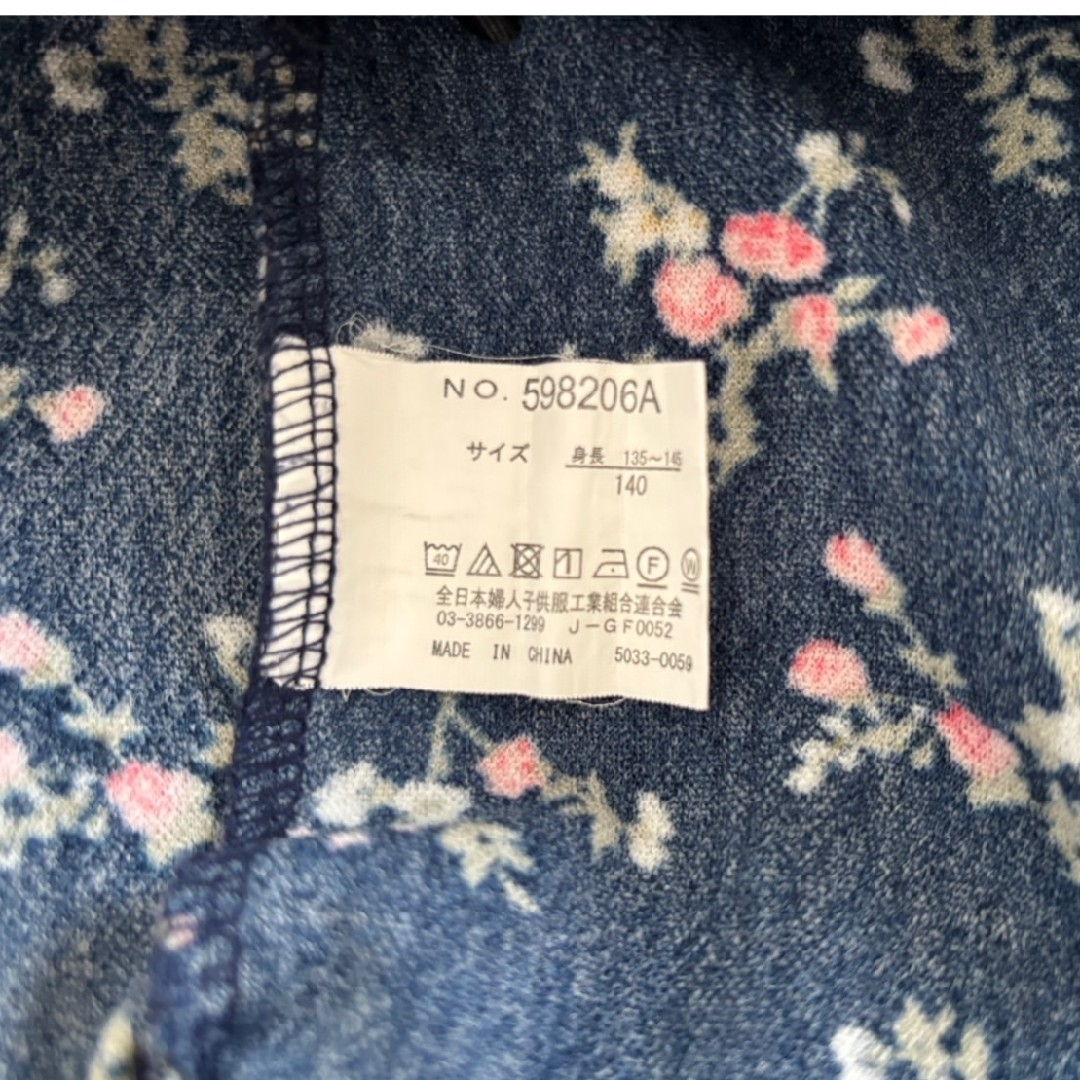 NO. 598206A
サイズ 身長 135～145
140
40 F W
全日本婦人子供服工業組合連合会
03-3866-1299 J-GF0052
MADE IN CHINA 5033-0059